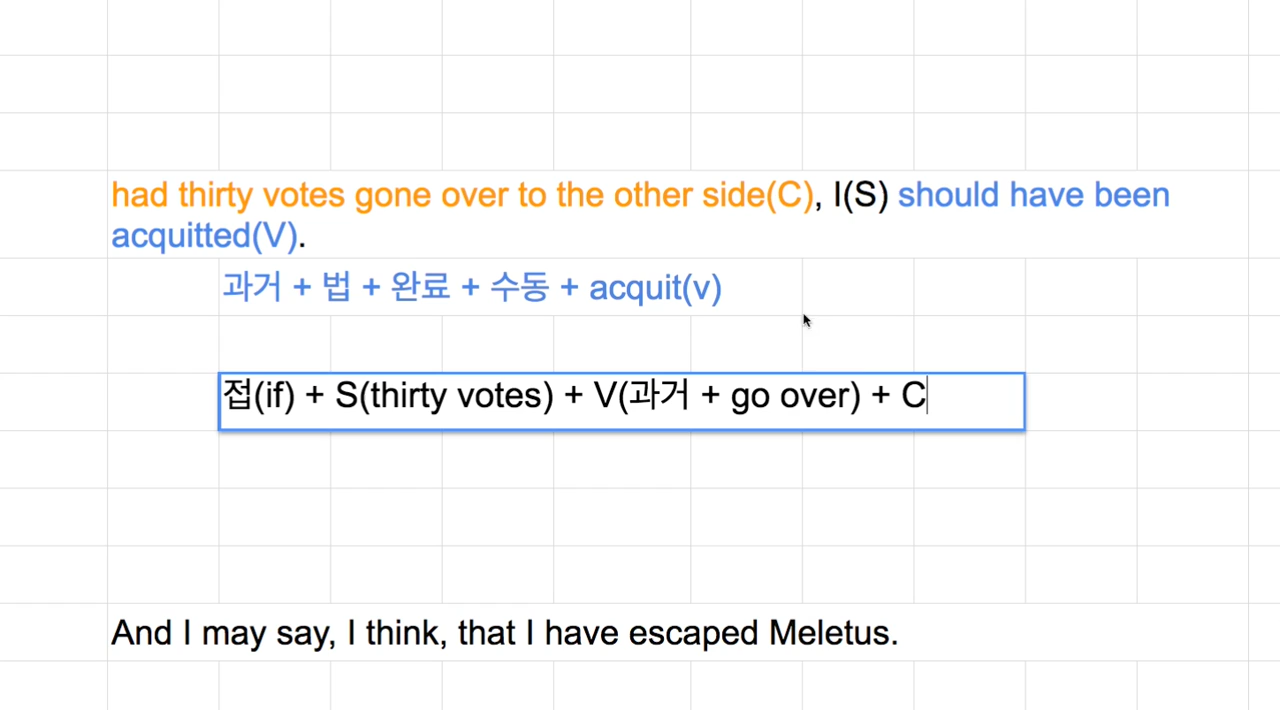 had thirty votes gone over to the other side(C), I(S) should have been
acquitted(V).
과거 + 법 + 완료 + 수동 + acquit(v)
접(if) + S(thirty votes) + V(과거 + go over) + C
And I may say, I think, that I have escaped Meletus.